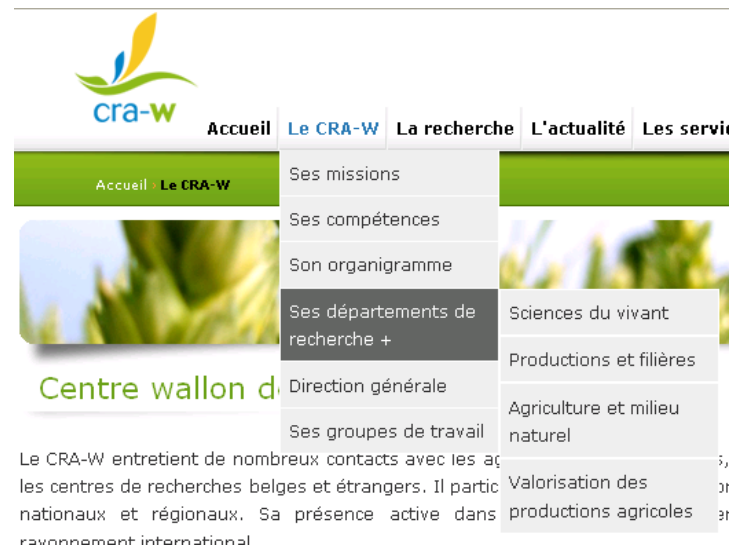 cra-w
Accueil Le CRA-W La recherche L'actualité Les
Accueil Le CRA-W
Ses missions
Ses compétences
Son organigramme
Ses départements de
recherche +
Direction générale
Ses groupes de travail
Sciences du vivant
Productions et filières
Agriculture et milieu
naturel
Valorisation des
productions agricoles
Centre wallon
Le CRA-W entretient de nombreux contacts avec les
les centres de recherches belges et étrangers. Il
nationaux et régionaux. Sa présence active dans
rayonnement international